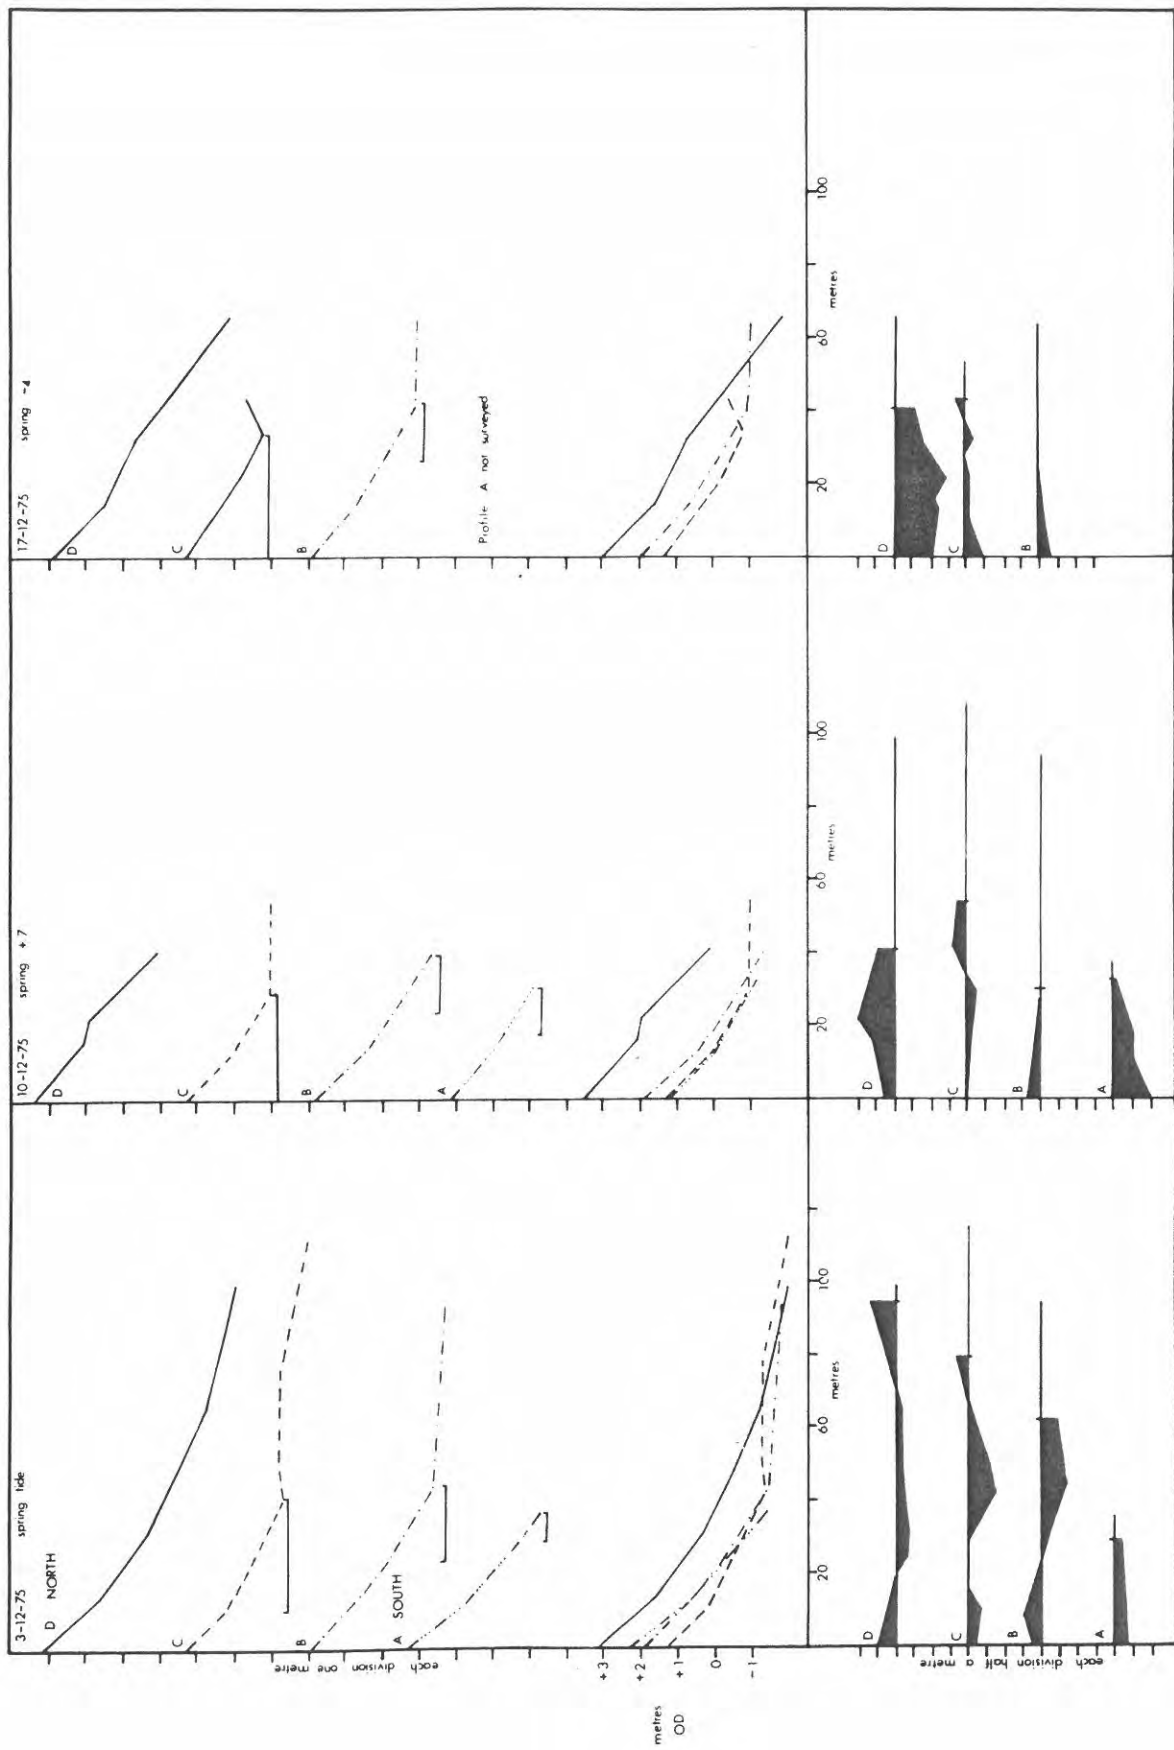 3-12-75 spring tide
D NORTH
C
B
A SOUTH
each division one metre
metres
OD
+3
+2
+1
0
-1
20
60
100
metres
each division half a metre
D
C
B
A
10-12-75 spring +7
D
C
B
A
20
60
100
metres
D
C
B
A
17-12-75 spring -4
D
C
B
Profile A not surveyed
20
60
100
metres
D
C
B